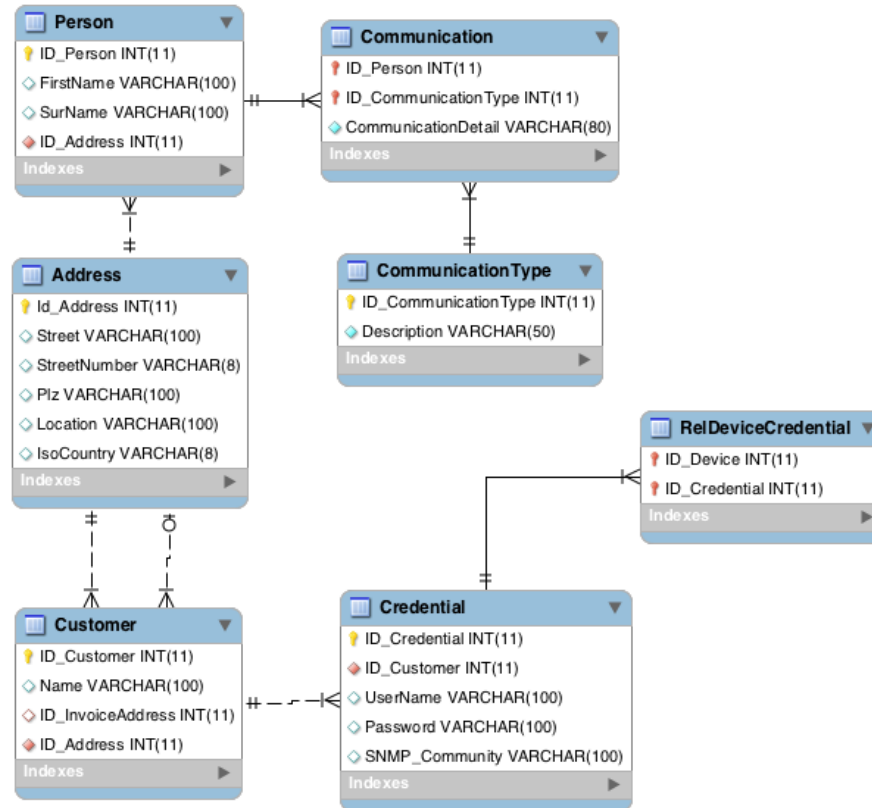 Person
ID_Person INT(11)
FirstName VARCHAR(100)
SurName VARCHAR(100)
ID_Address INT(11)
Indexes
Communication
ID_Person INT(11)
ID_CommunicationType INT(11)
CommunicationDetail VARCHAR(80)
Indexes
Address
Id_Address INT(11)
Street VARCHAR(100)
StreetNumber VARCHAR(8)
Plz VARCHAR(100)
Location VARCHAR(100)
IsoCountry VARCHAR(8)
Indexes
CommunicationType
ID_CommunicationType INT(11)
Description VARCHAR(50)
Indexes
RelDeviceCredential
ID_Device INT(11)
ID_Credential INT(11)
Indexes
Customer
ID_Customer INT(11)
Name VARCHAR(100)
ID_InvoiceAddress INT(11)
ID_Address INT(11)
Indexes
Credential
ID_Credential INT(11)
ID_Customer INT(11)
UserName VARCHAR(100)
Password VARCHAR(100)
SNMP_Community VARCHAR(100)
Indexes